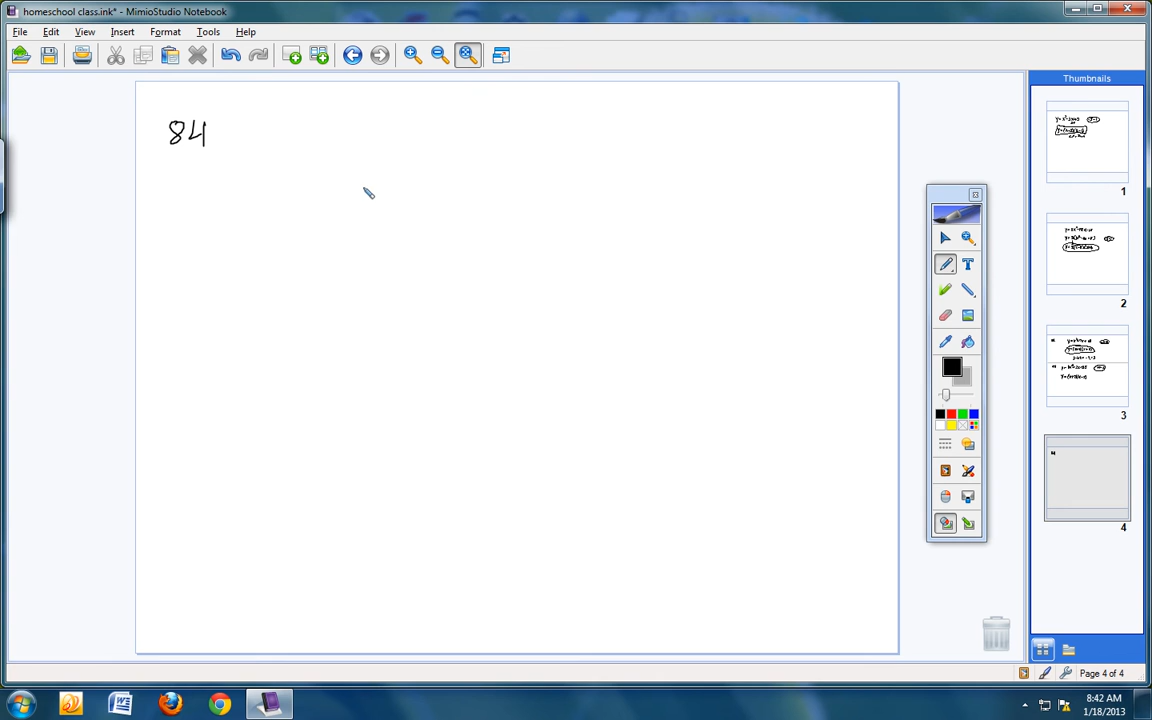 homeschool class.ink* - MimioStudio Notebook
File Edit View Insert Format Tools Help
Thumbnails
84
1
2
3
4
Page 4 of 4
8:42 AM
1/18/2013